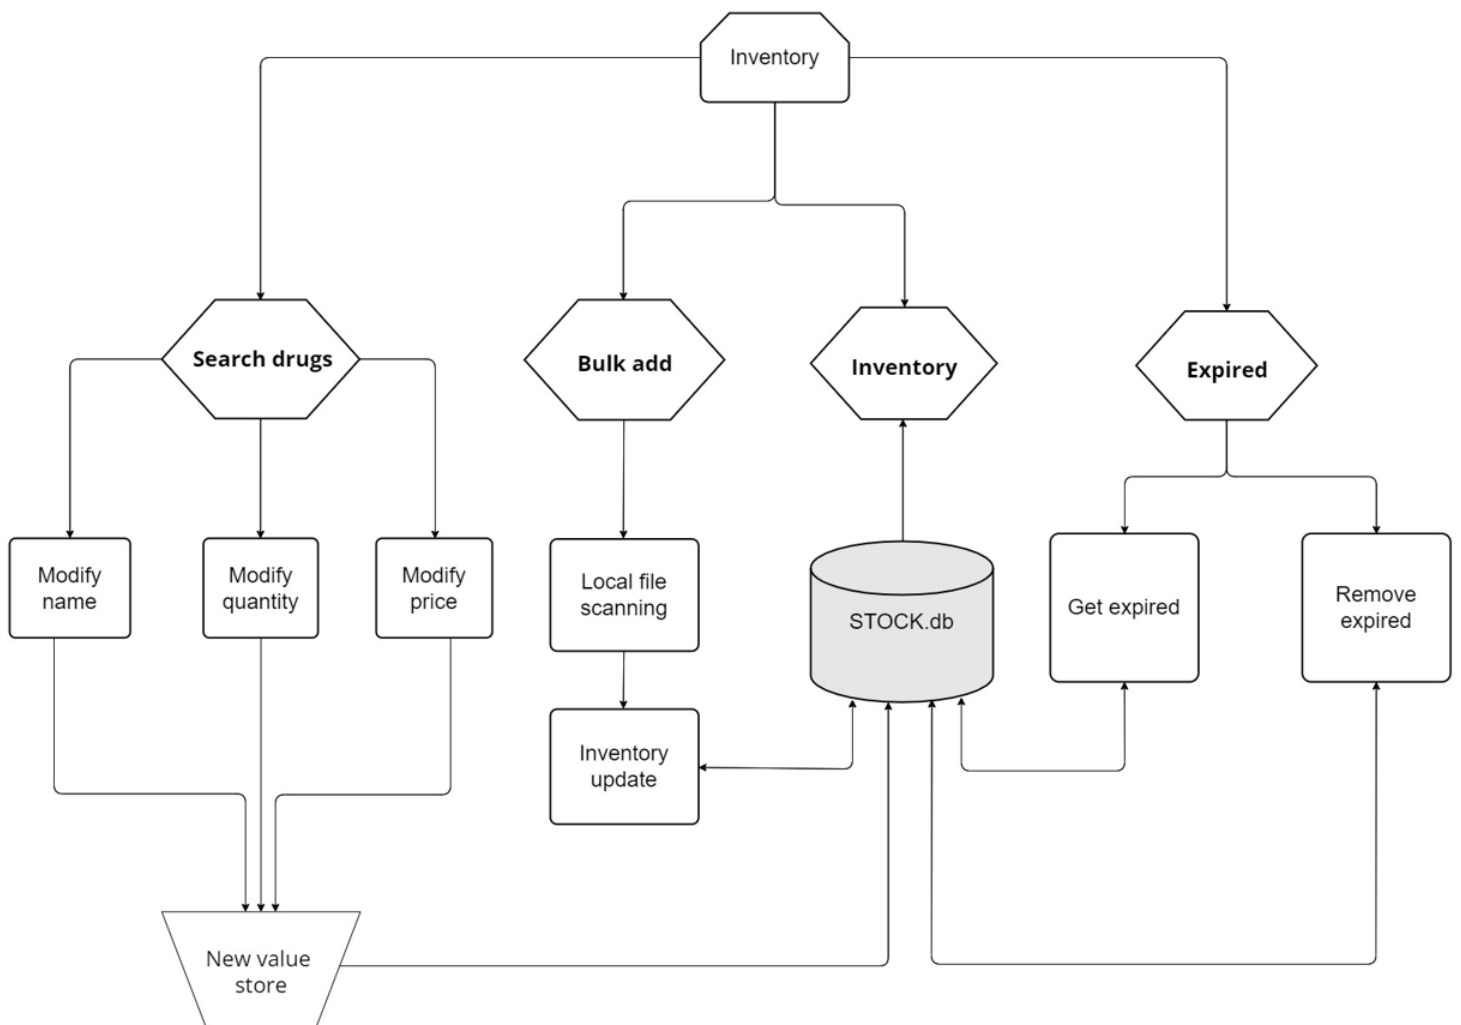 Inventory
Search drugs
Bulk add
Inventory
Expired
Modify
name
Modify
quantity
Modify
price
Local file
scanning
STOCK.db
Get expired
Remove
expired
Inventory
update
New value
store